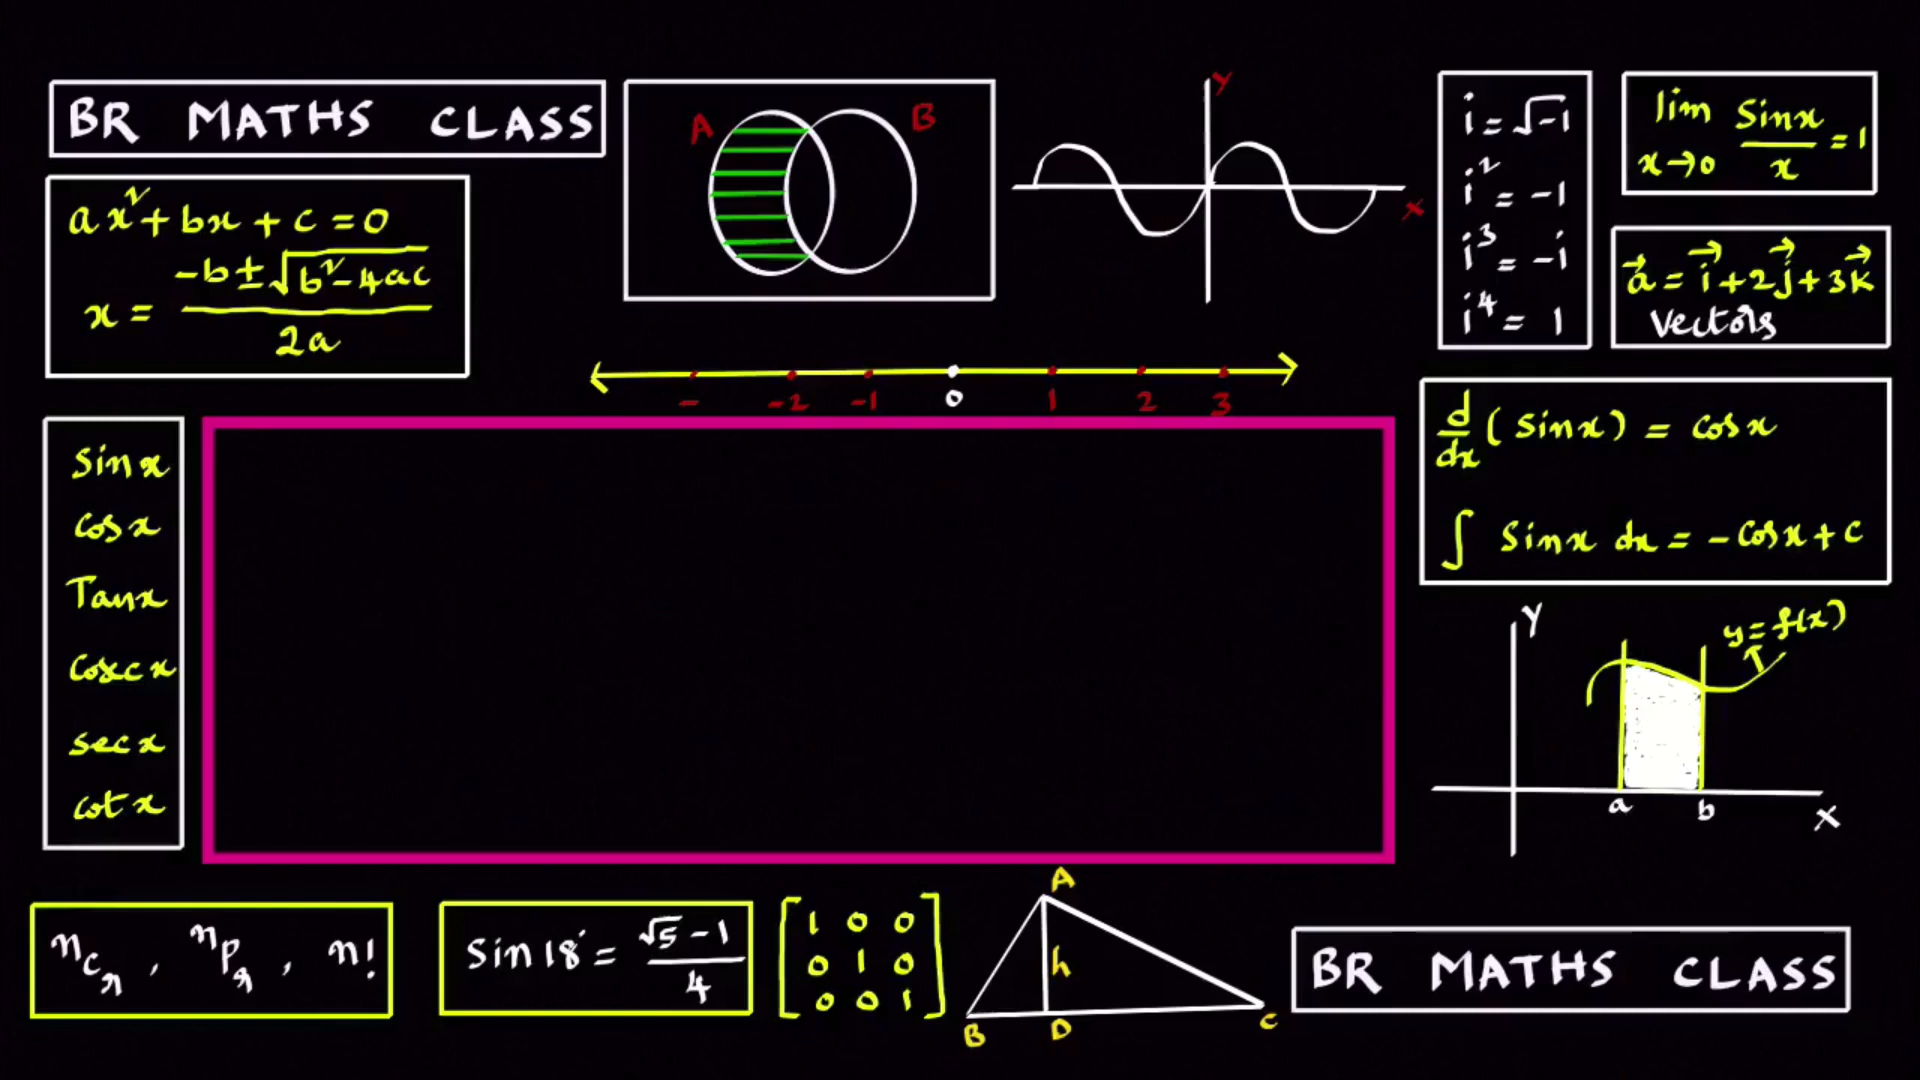 BR MATHS CLASS
ax² + bx + c = 0
x = (-b ± √(b² - 4ac)) / 2a
A B
Y
X
i = √-1
i² = -1
i³ = -i
i⁴ = 1
lim x→0 Sinx/x = 1
a⃗ = i⃗ + 2j⃗ + 3k⃗
Vectors
- -2 -1 0 1 2 3
Sinx
Cosx
Tanx
Cosecx
secx
cotx
d/dx (Sinx) = Cosx
∫ Sinx dx = -Cosx + C
Y
y = f(x)
a b
X
ⁿCᵣ , ⁿPᵣ , n!
Sin18° = (√5 - 1)/4
1 0 0
0 1 0
0 0 1
A
h
B D C
BR MATHS CLASS